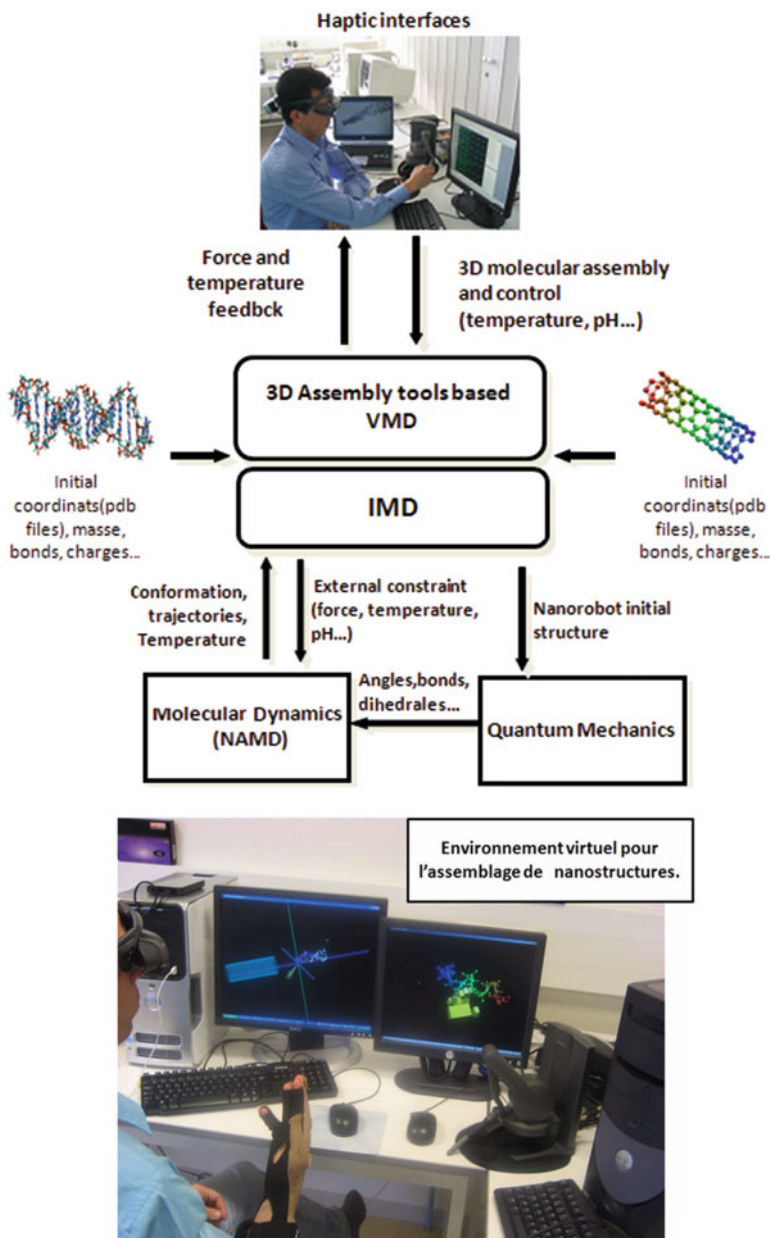 Haptic interfaces
Force and
temperature
feedbck
3D molecular assembly
and control
(temperature, pH...)
3D Assembly tools based
VMD
Initial
coordinats(pdb
files), masse,
bonds, charges...
Initial
coordinats(pdb
files), masse,
bonds, charges...
IMD
Conformation,
trajectories,
Temperature
External constraint
(force, temperature,
pH...)
Nanorobot initial
structure
Angles,bonds,
dihedrales...
Molecular Dynamics
(NAMD)
Quantum Mechanics
Environnement virtuel pour
l’assemblage de nanostructures.